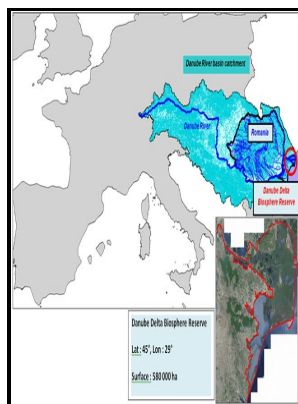 Danube River basin catchment
Danube River
Romania
Danube Delta
Biosphere Reserve
Danube Delta Biosphere Reserve
Lat : 45°, Lon : 29°
Surface : 580 000 ha